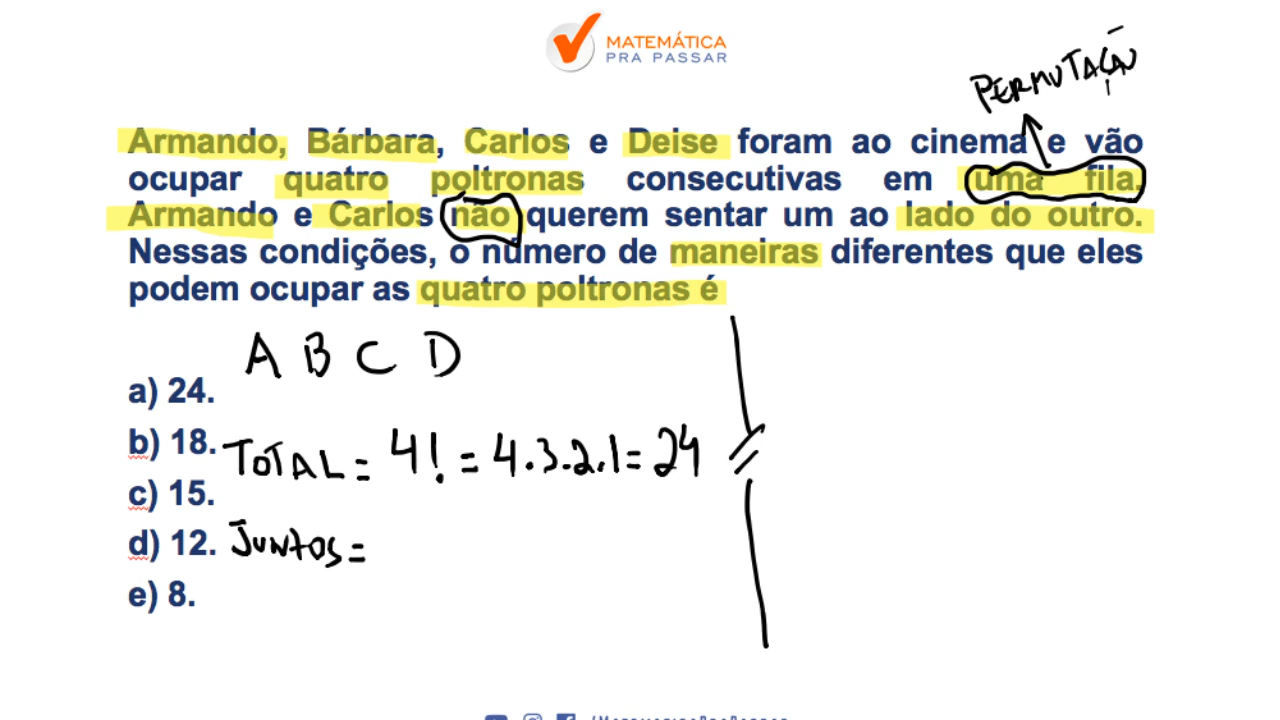 MATEMÁTICA
PRA PASSAR
PERMUTAÇÃO
Armando, Bárbara, Carlos e Deise foram ao cinema e vão
ocupar quatro poltronas consecutivas em uma fila.
Armando e Carlos não querem sentar um ao lado do outro.
Nessas condições, o número de maneiras diferentes que eles
podem ocupar as quatro poltronas é
A B C D
a) 24.
b) 18.
TOTAL = 4! = 4.3.2.1 = 24
c) 15.
d) 12.
JUNTOS =
e) 8.